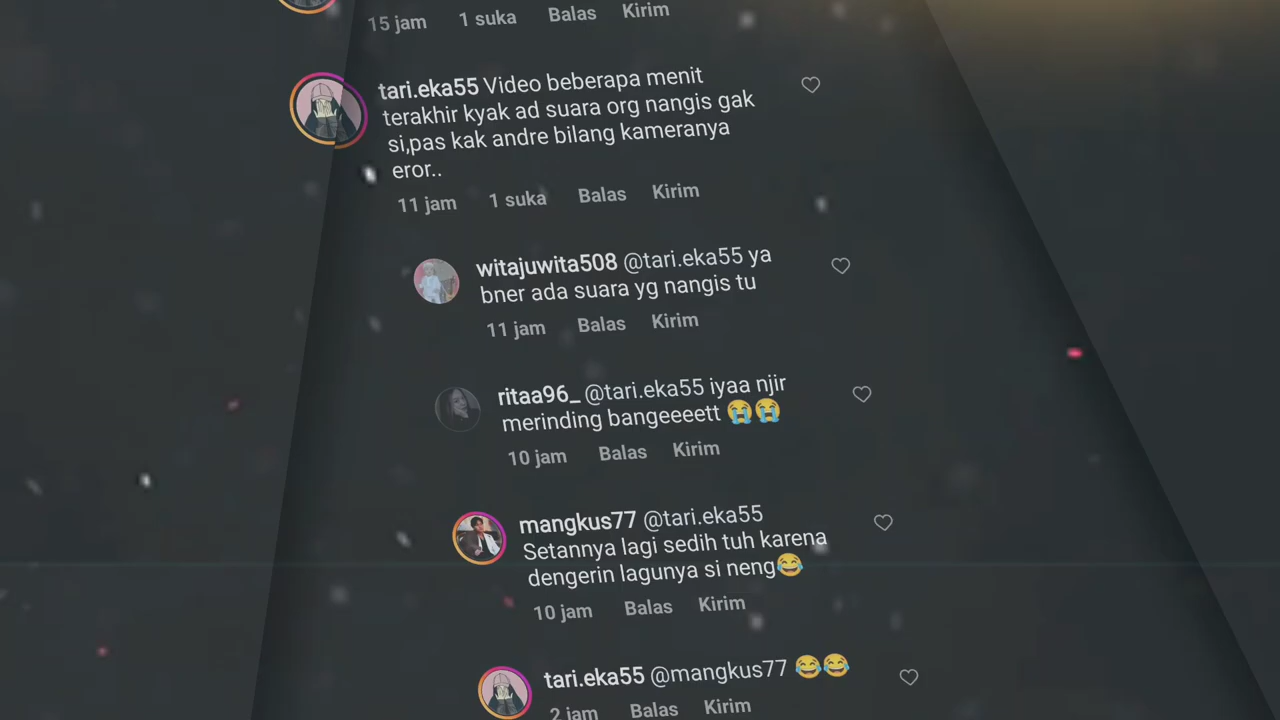 15 jam 1 suka Balas Kirim
tari.eka55 Video beberapa menit
terakhir kyak ad suara org nangis gak
si,pas kak andre bilang kameranya
eror..
11 jam 1 suka Balas Kirim
witajuwita508 @tari.eka55 ya
bner ada suara yg nangis tu
11 jam Balas Kirim
ritaa96_ @tari.eka55 iyaa njir
merinding bangeeeett 😭😭
10 jam Balas Kirim
mangkus77 @tari.eka55
Setannya lagi sedih tuh karena
dengerin lagunya si neng😂
10 jam Balas Kirim
tari.eka55 @mangkus77 😂😂
2 jam Balas Kirim